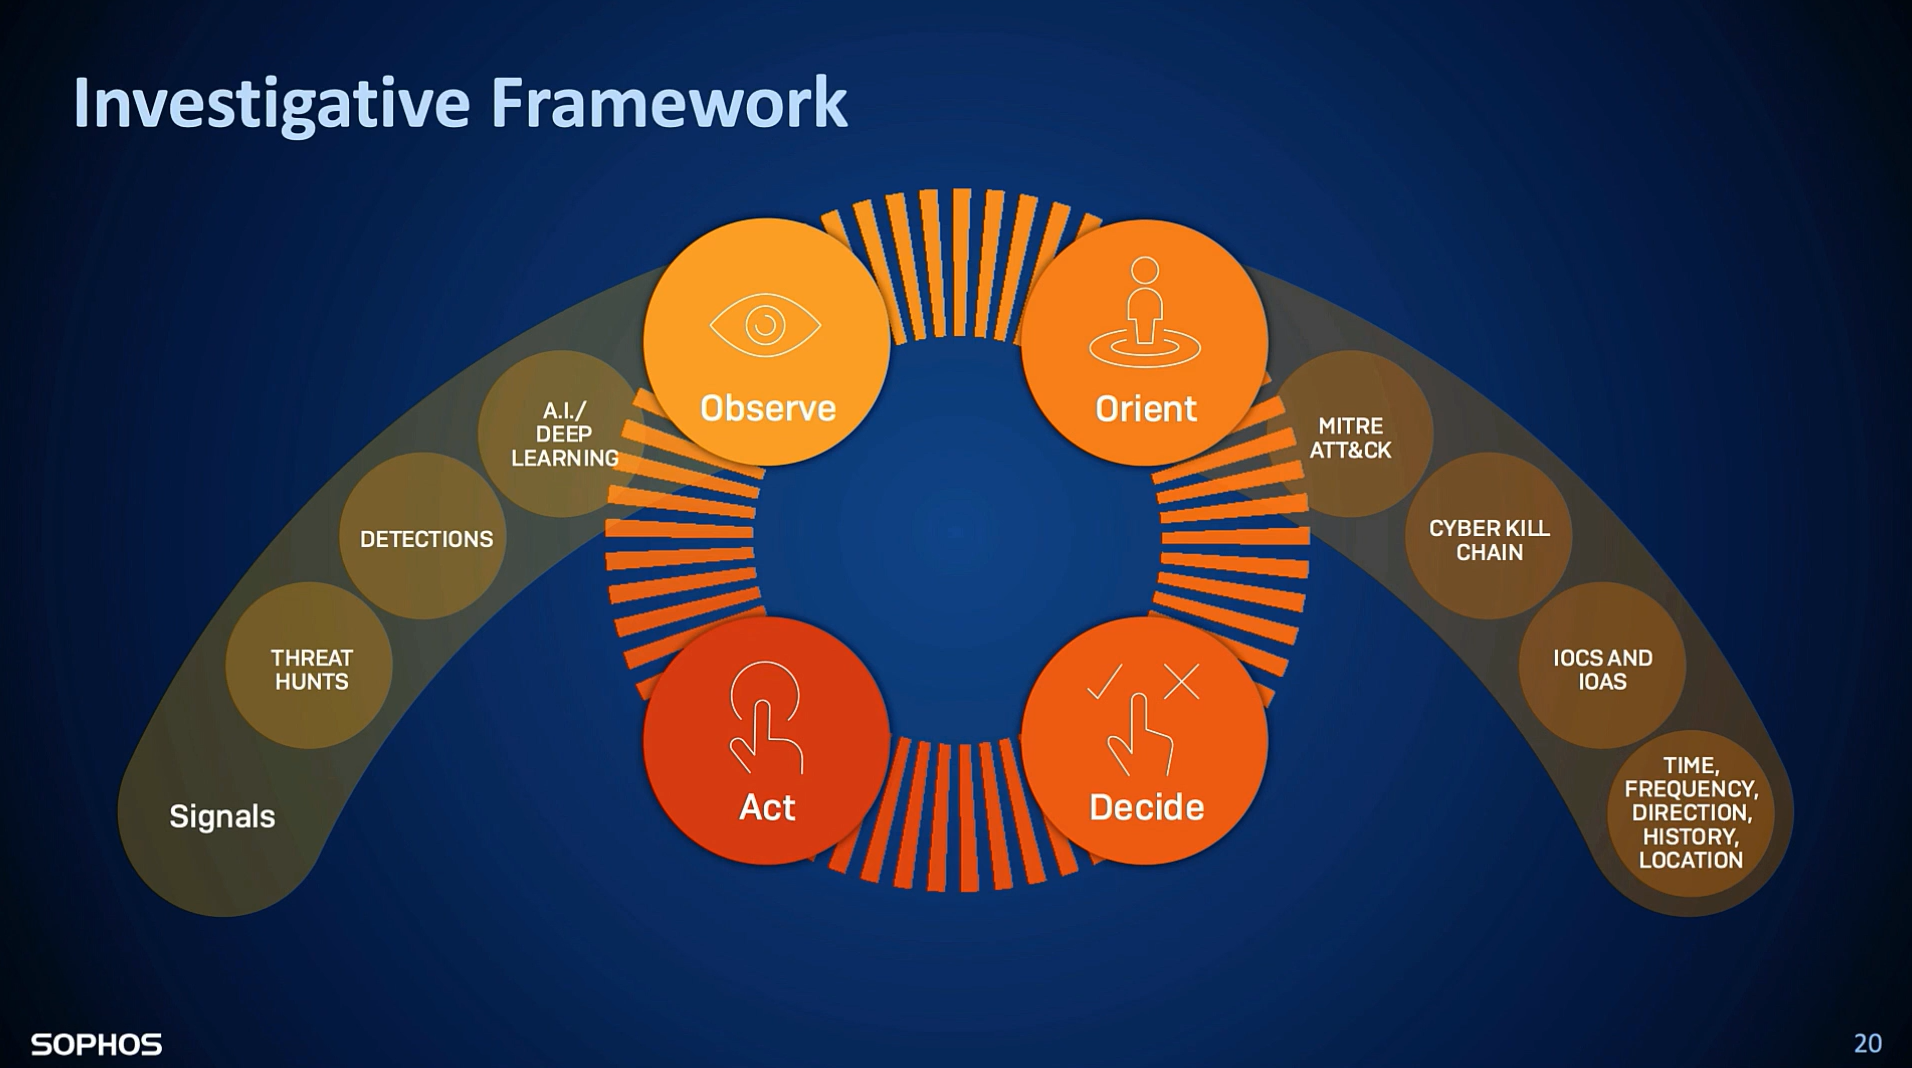 Investigative Framework
Observe
Orient
A.I./
DEEP
LEARNING
DETECTIONS
THREAT
HUNTS
Signals
MITRE
ATT&CK
CYBER KILL
CHAIN
IOCS AND
IOAS
TIME,
FREQUENCY,
DIRECTION,
HISTORY,
LOCATION
Act
Decide
SOPHOS
20